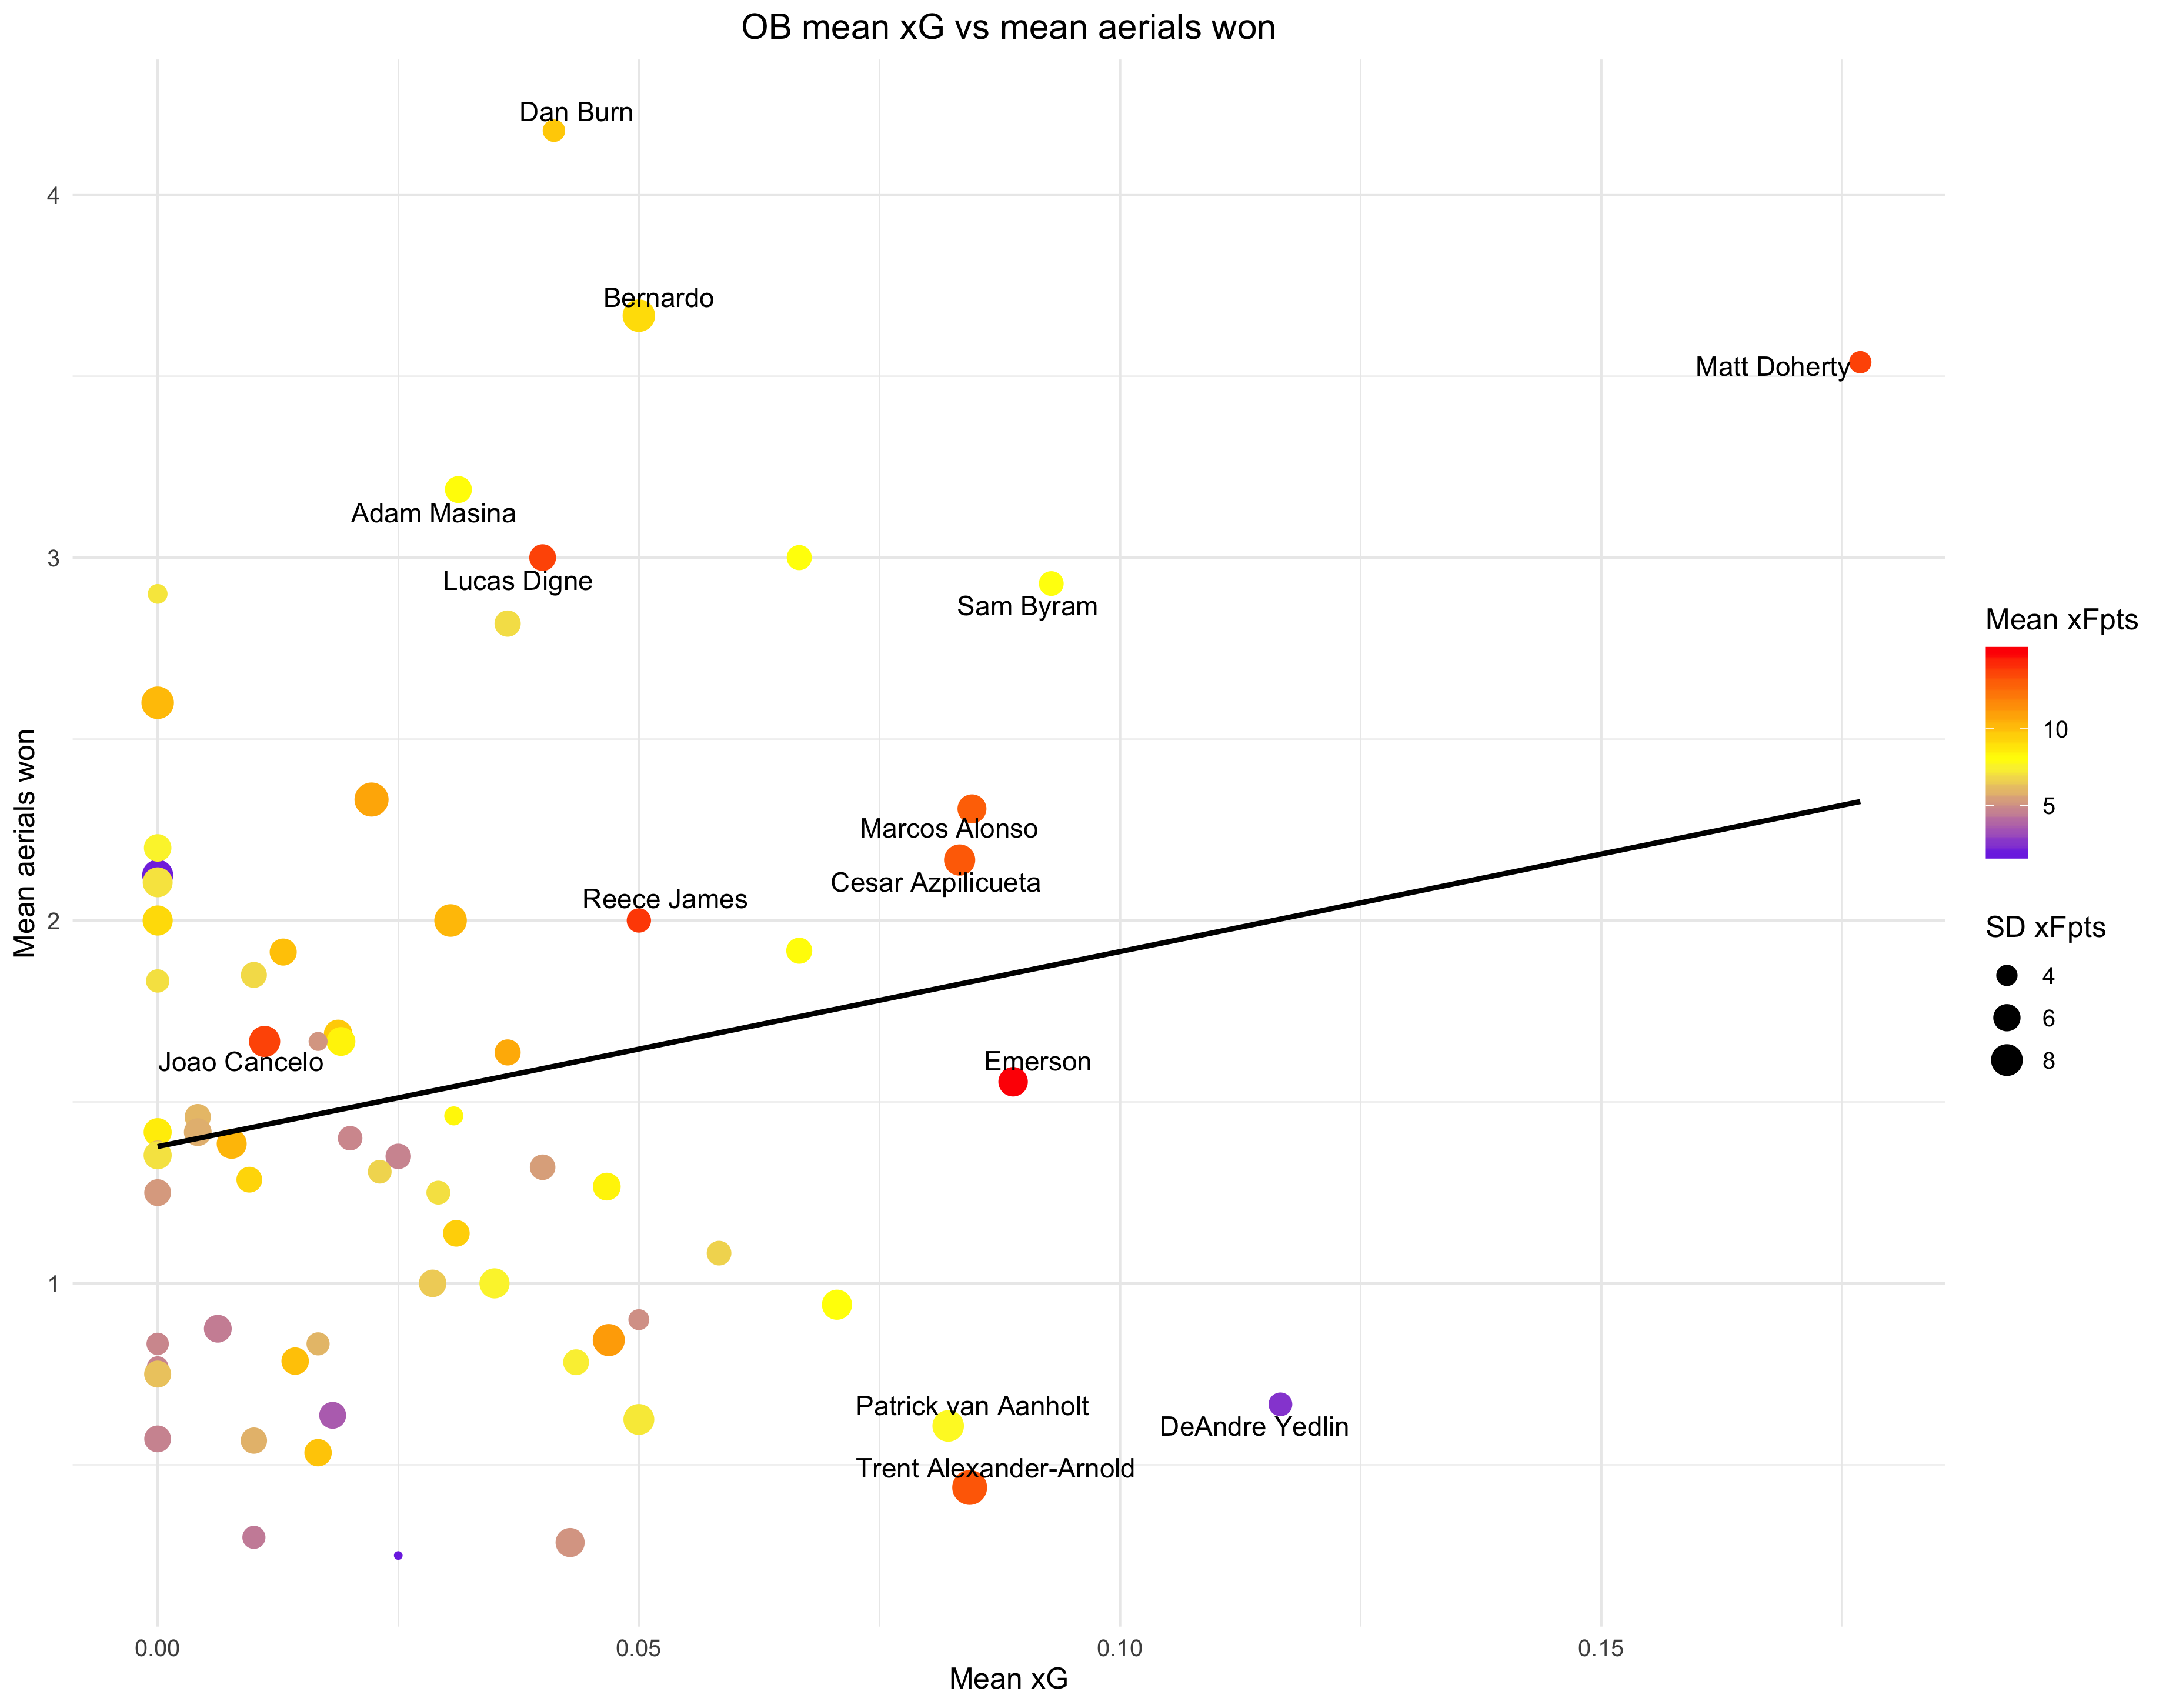 OB mean xG vs mean aerials won
Dan Burn
4
Bernardo
Matt Doherty
Adam Masina
3
Lucas Digne
Sam Byram
Mean xFpts
10
5
Mean aerials won
Marcos Alonso
Cesar Azpilicueta
Reece James
2
SD xFpts
4
6
8
Joao Cancelo
Emerson
1
Patrick van Aanholt
DeAndre Yedlin
Trent Alexander-Arnold
0.00
0.05
0.10
0.15
Mean xG